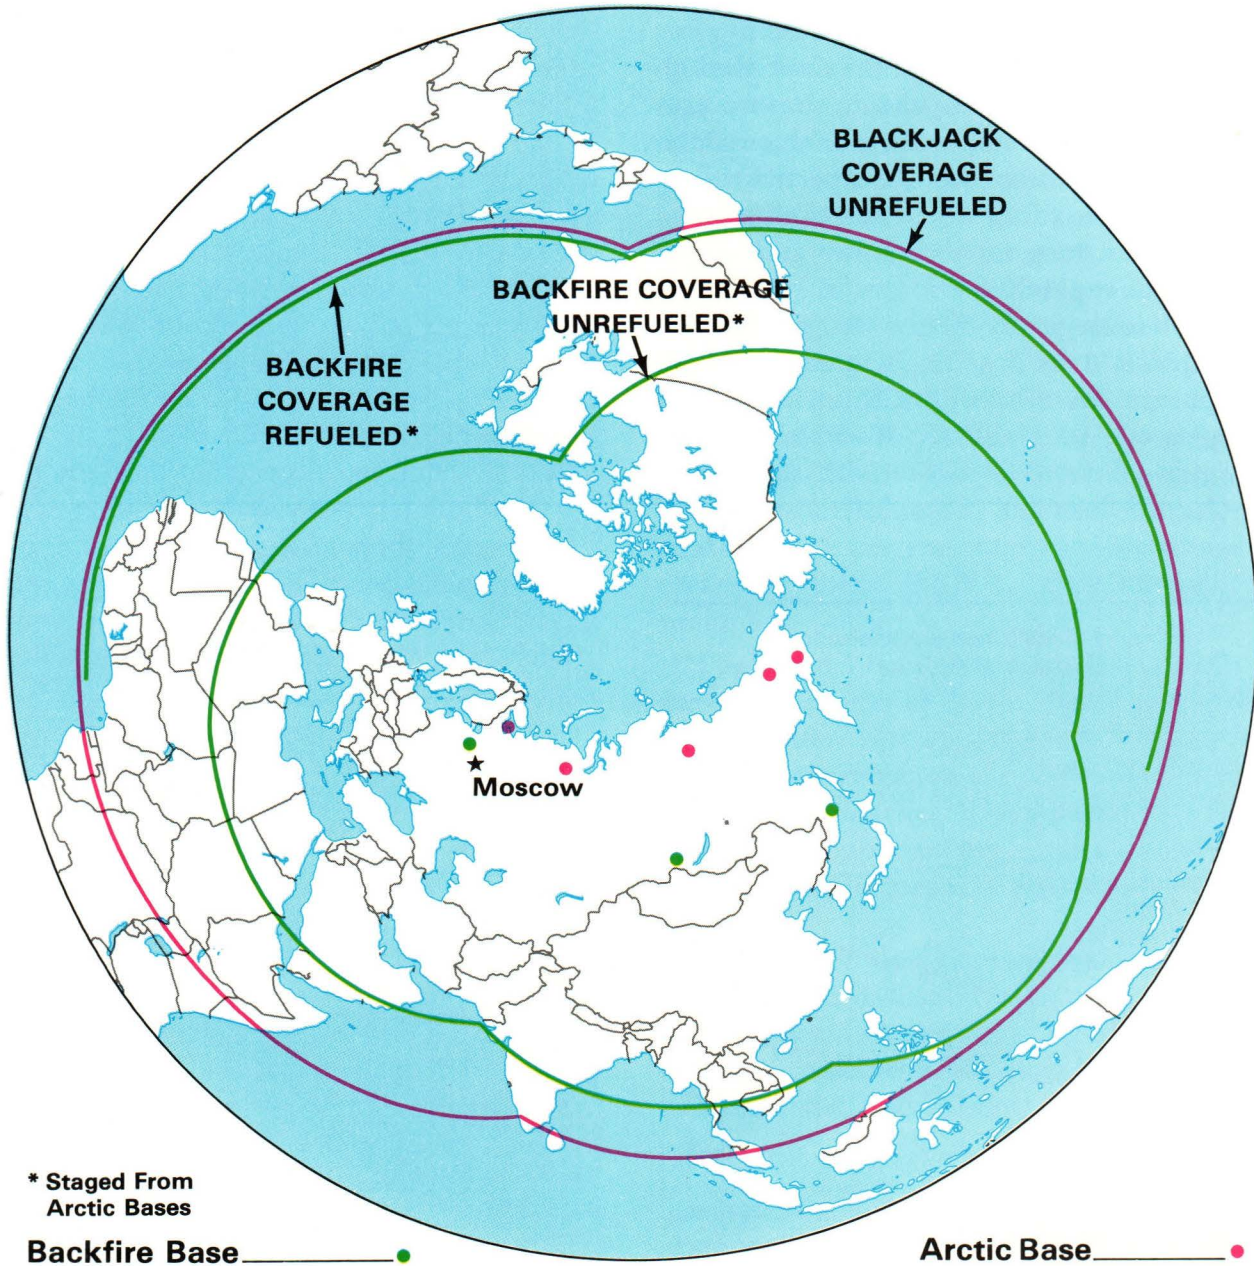 BLACKJACK
COVERAGE
UNREFUELED
BACKFIRE COVERAGE
UNREFUELED*
BACKFIRE
COVERAGE
REFUELED*
Moscow
* Staged From
Arctic Bases
Backfire Base
Arctic Base